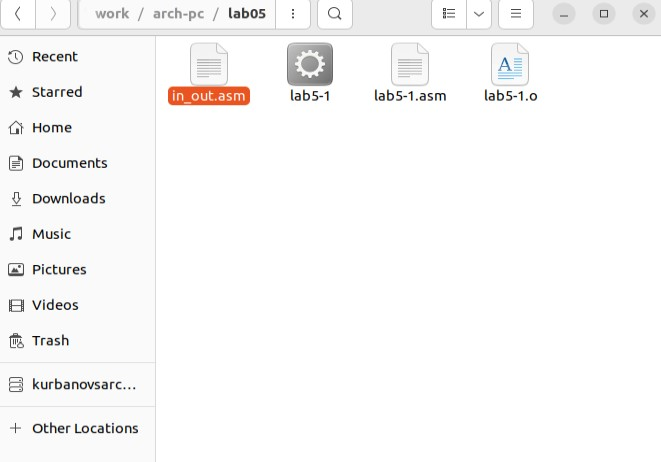 work / arch-pc / lab05
Recent
Starred
Home
Documents
Downloads
Music
Pictures
Videos
Trash
kurbanovsarc...
Other Locations
in_out.asm
lab5-1
lab5-1.asm
lab5-1.o